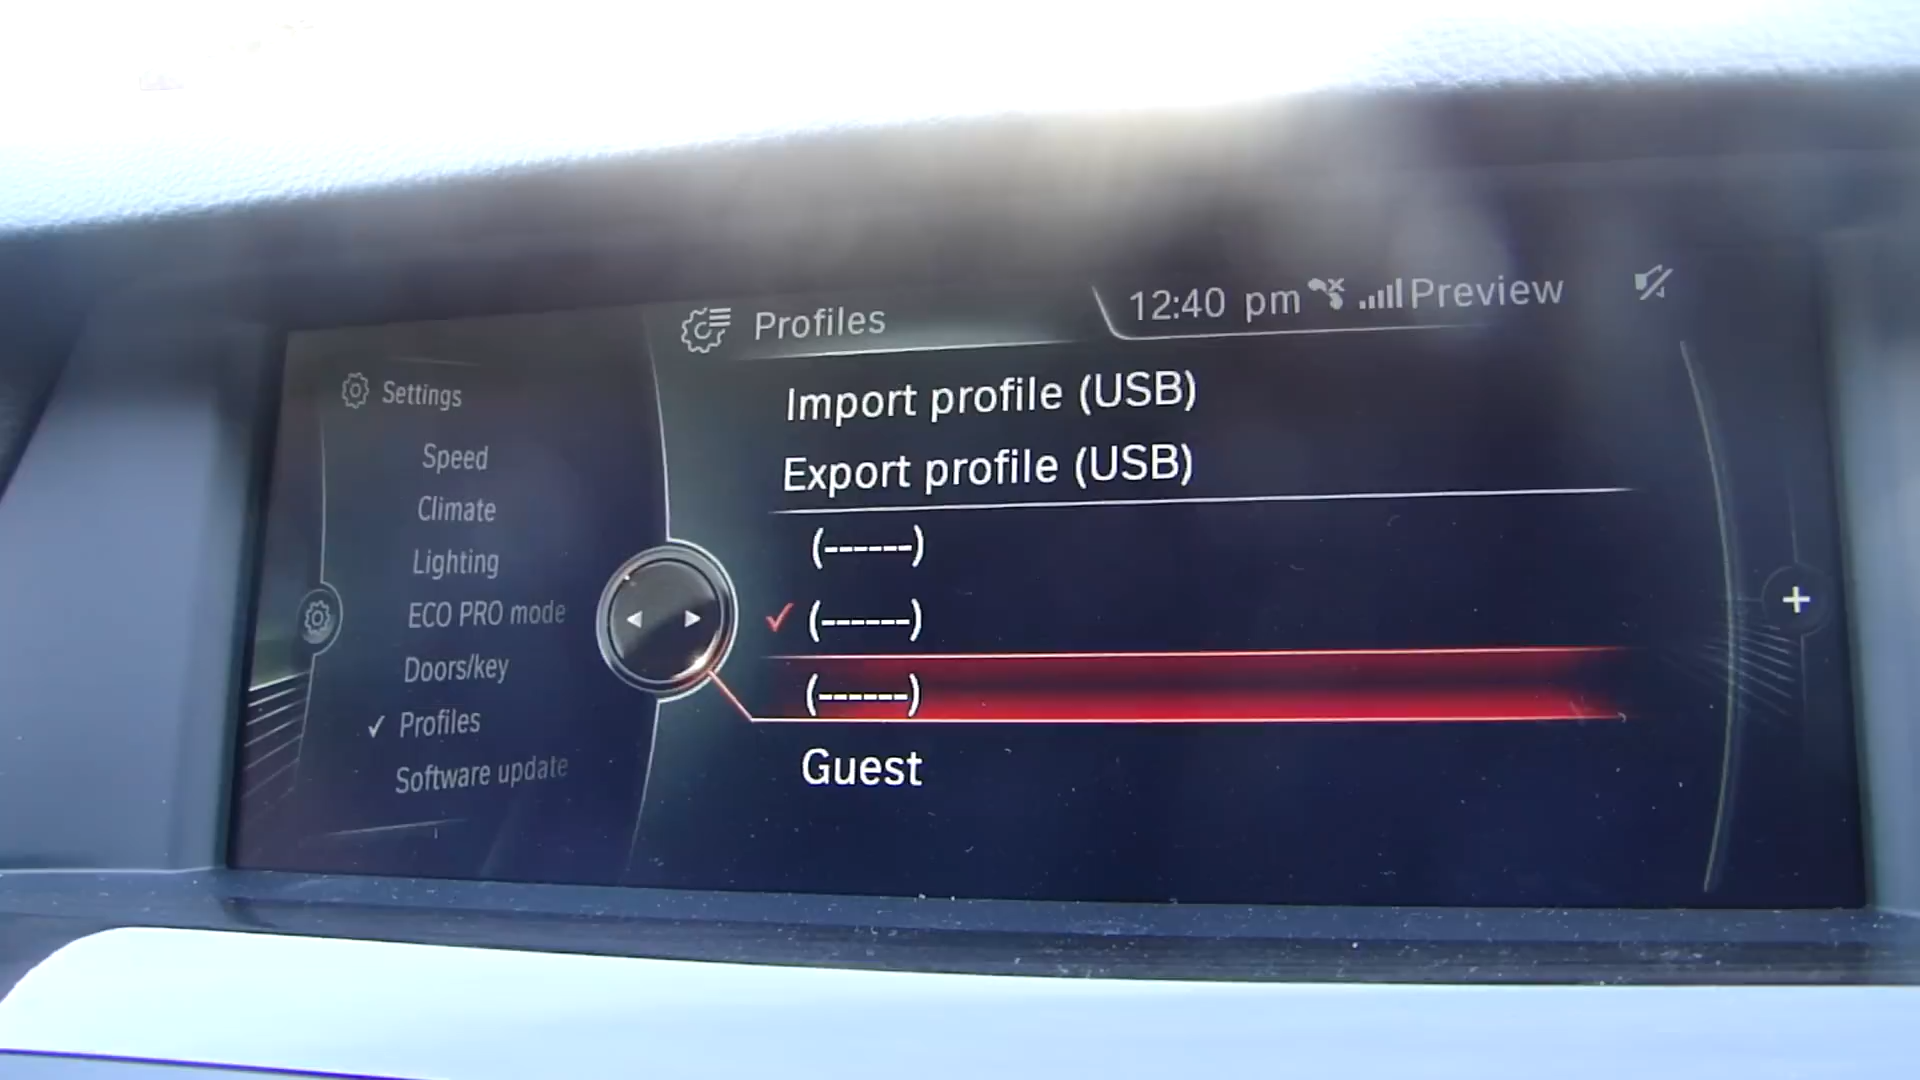 Profiles
12:40 pm Preview
Settings
Speed
Climate
Lighting
ECO PRO mode
Doors/key
✓ Profiles
Software update
Import profile (USB)
Export profile (USB)
(------)
✓ (------)
(------)
Guest
+